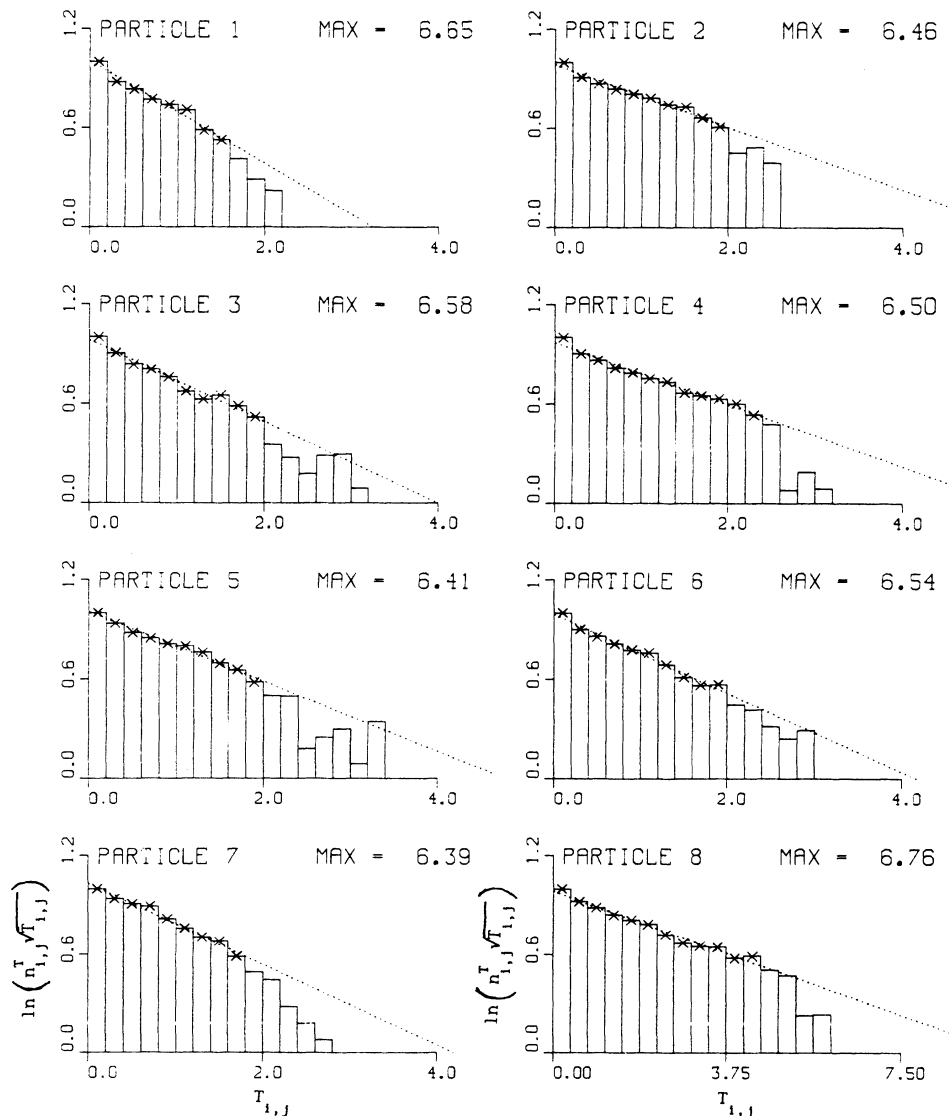 PARTICLE 1 MAX = 6.65
1.2
0.6
0.0
0.0 2.0 4.0
PARTICLE 2 MAX = 6.46
1.2
0.6
0.0
0.0 2.0 4.0
PARTICLE 3 MAX = 6.58
1.2
0.6
0.0
0.0 2.0 4.0
PARTICLE 4 MAX = 6.50
1.2
0.6
0.0
0.0 2.0 4.0
PARTICLE 5 MAX = 6.41
1.2
0.6
0.0
0.0 2.0 4.0
PARTICLE 6 MAX = 6.54
1.2
0.6
0.0
0.0 2.0 4.0
PARTICLE 7 MAX = 6.39
1.2
0.6
0.0
ln(n^T_{i,j} √T_{i,j})
0.0 2.0 4.0
T_{i,j}
PARTICLE 8 MAX = 6.76
1.2
0.6
0.0
ln(n^T_{i,j} √T_{i,j})
0.00 3.75 7.50
T_{i,j}